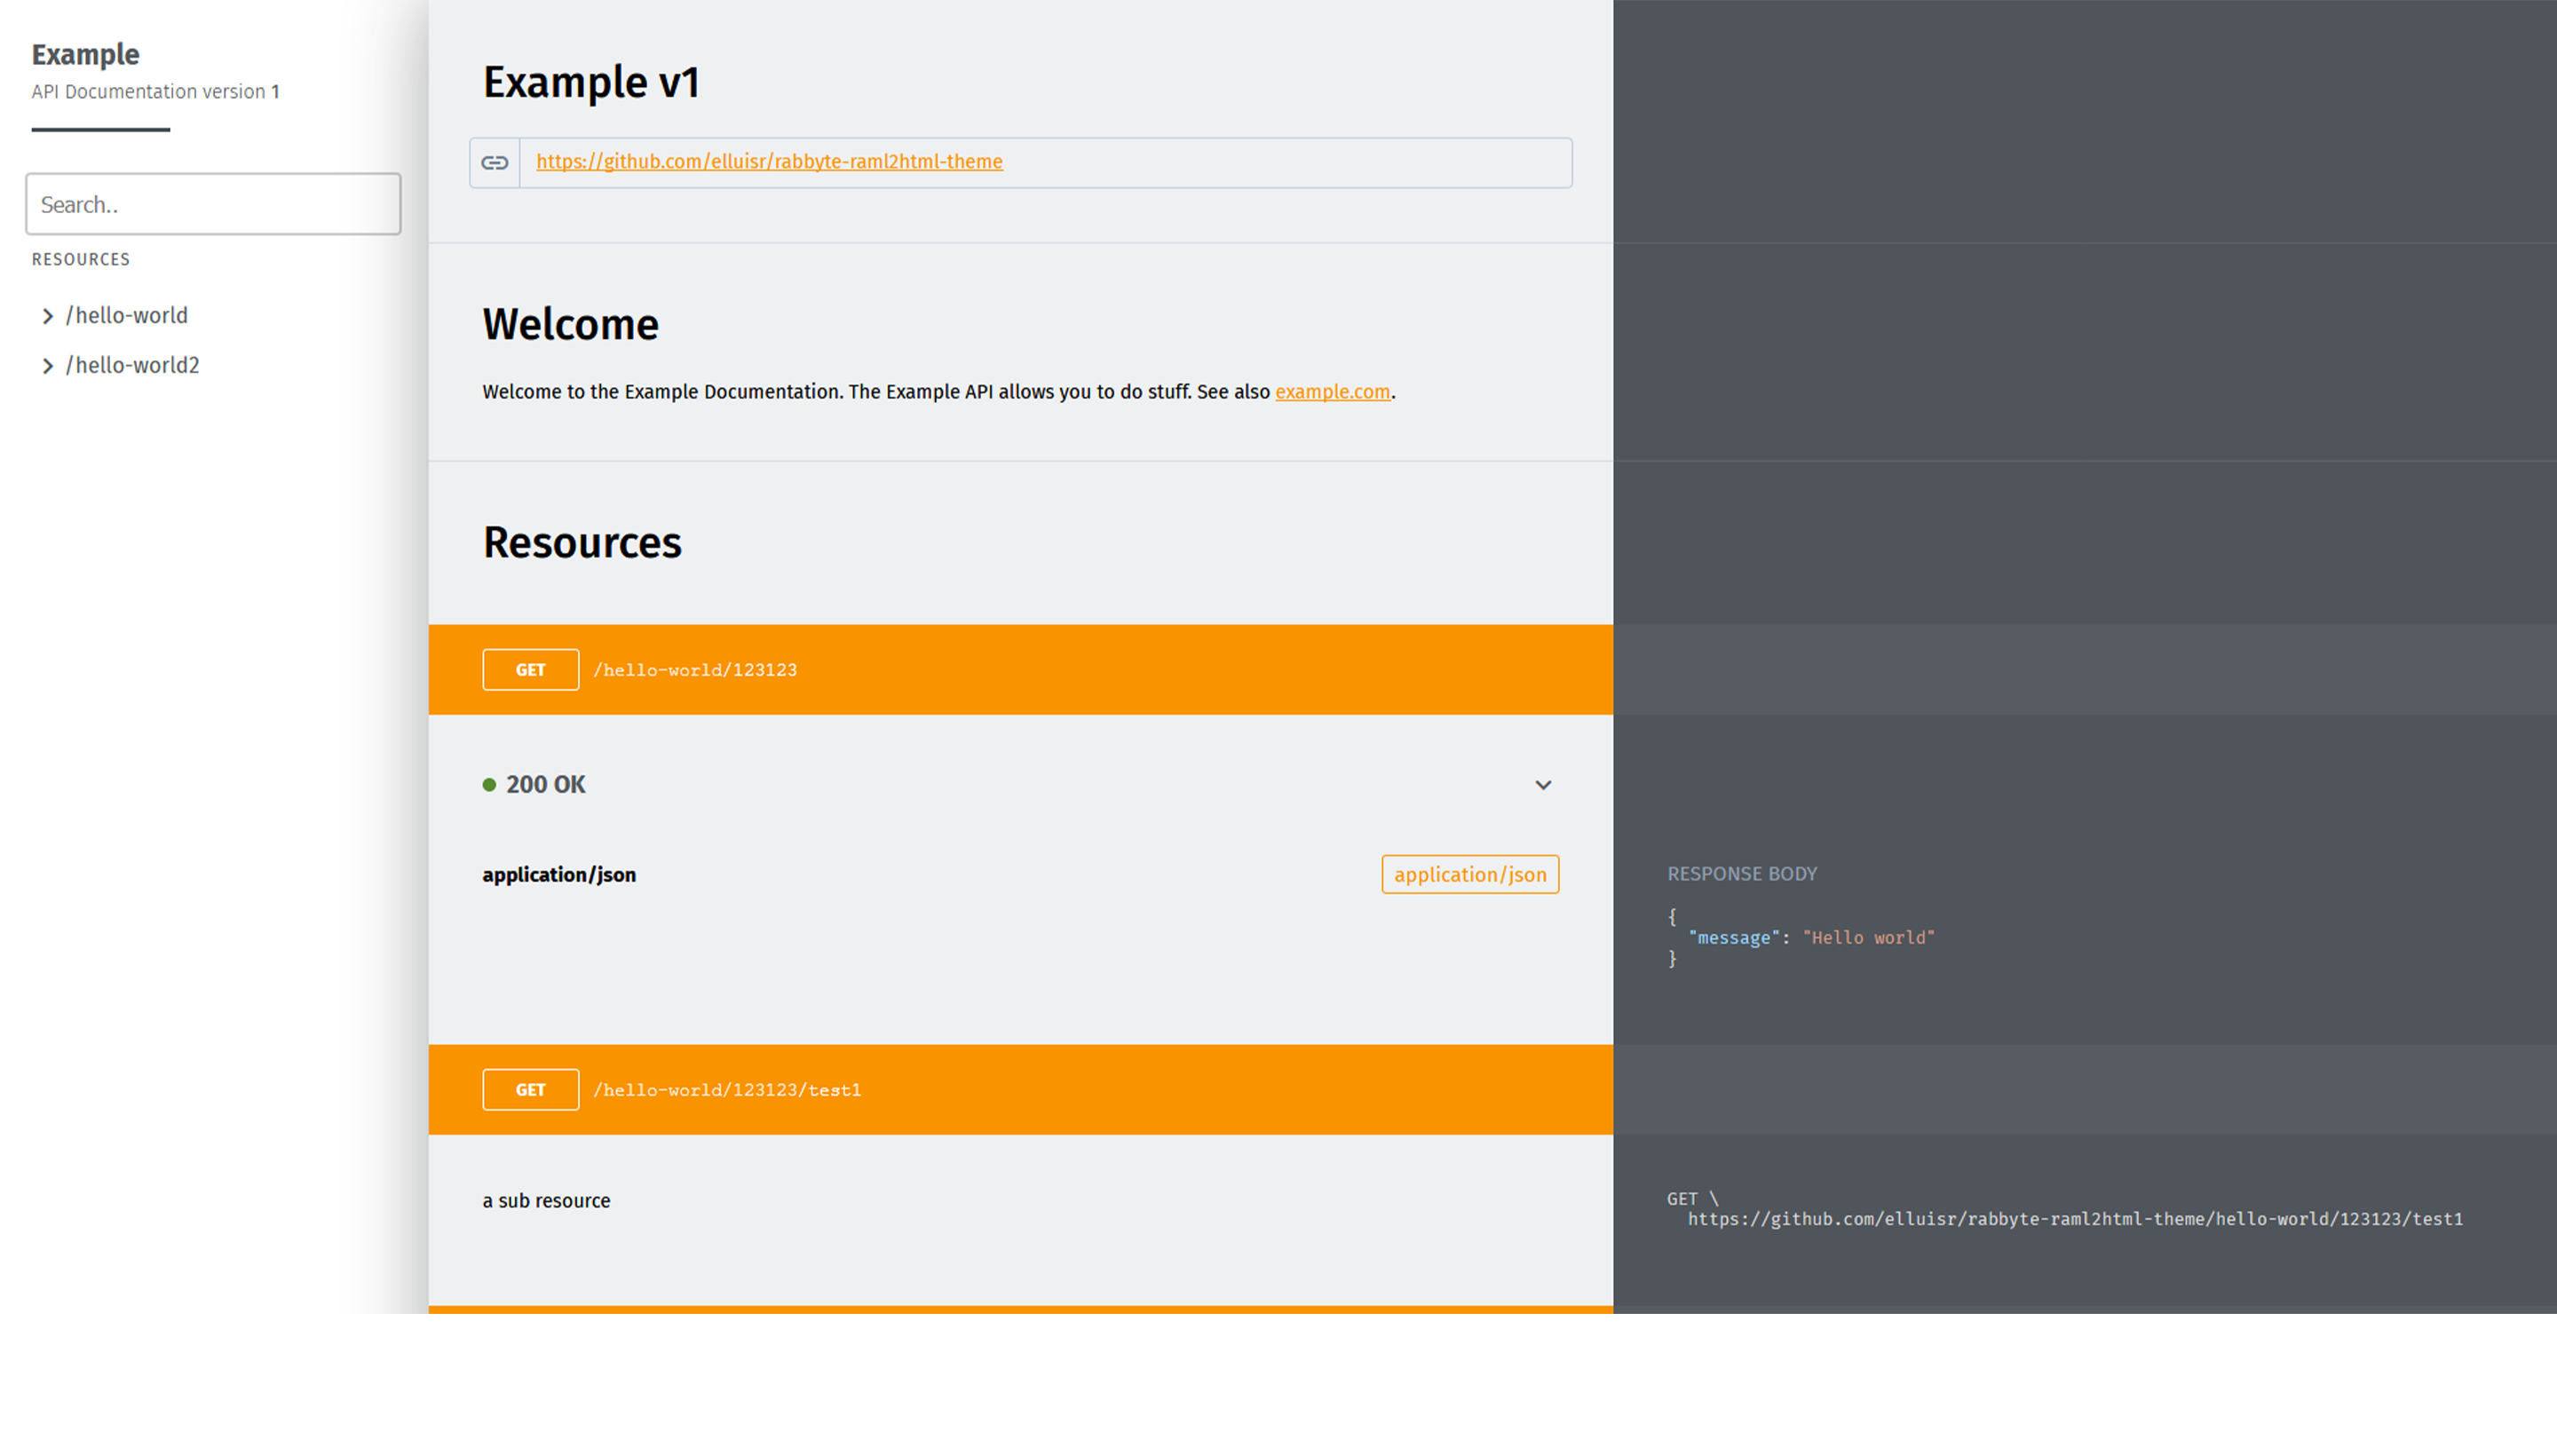 Example
API Documentation version 1
Search..
RESOURCES
/hello-world
/hello-world2
Example v1
https://github.com/elluisr/rabbyte-raml2html-theme
Welcome
Welcome to the Example Documentation. The Example API allows you to do stuff. See also example.com.
Resources
GET /hello-world/123123
200 OK
application/json application/json
RESPONSE BODY
{
"message": "Hello world"
}
GET /hello-world/123123/test1
a sub resource
GET \
https://github.com/elluisr/rabbyte-raml2html-theme/hello-world/123123/test1